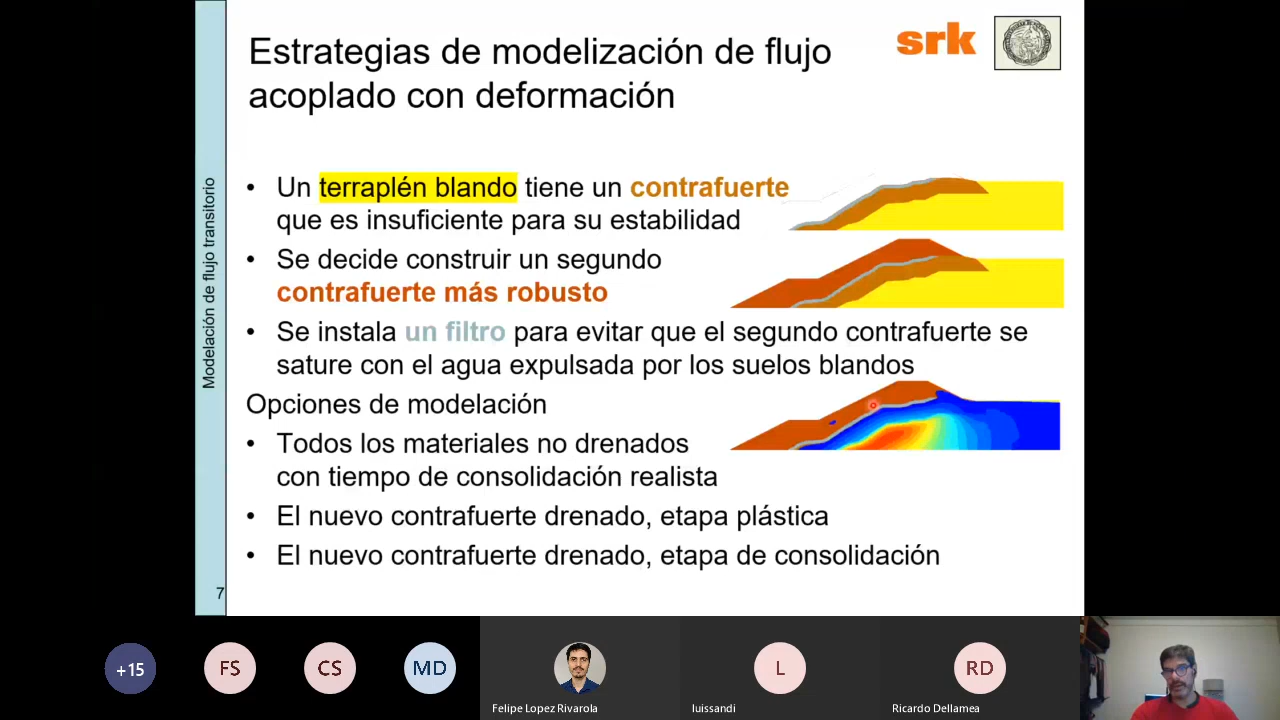 Estrategias de modelización de flujo
acoplado con deformación
srk
Modelación de flujo transitorio
• Un terraplén blando tiene un contrafuerte
que es insuficiente para su estabilidad
• Se decide construir un segundo
contrafuerte más robusto
• Se instala un filtro para evitar que el segundo contrafuerte se
sature con el agua expulsada por los suelos blandos
Opciones de modelación
• Todos los materiales no drenados
con tiempo de consolidación realista
• El nuevo contrafuerte drenado, etapa plástica
• El nuevo contrafuerte drenado, etapa de consolidación
7
+15
FS
CS
MD
L
RD
Felipe Lopez Rivarola
luissandi
Ricardo Dellamea